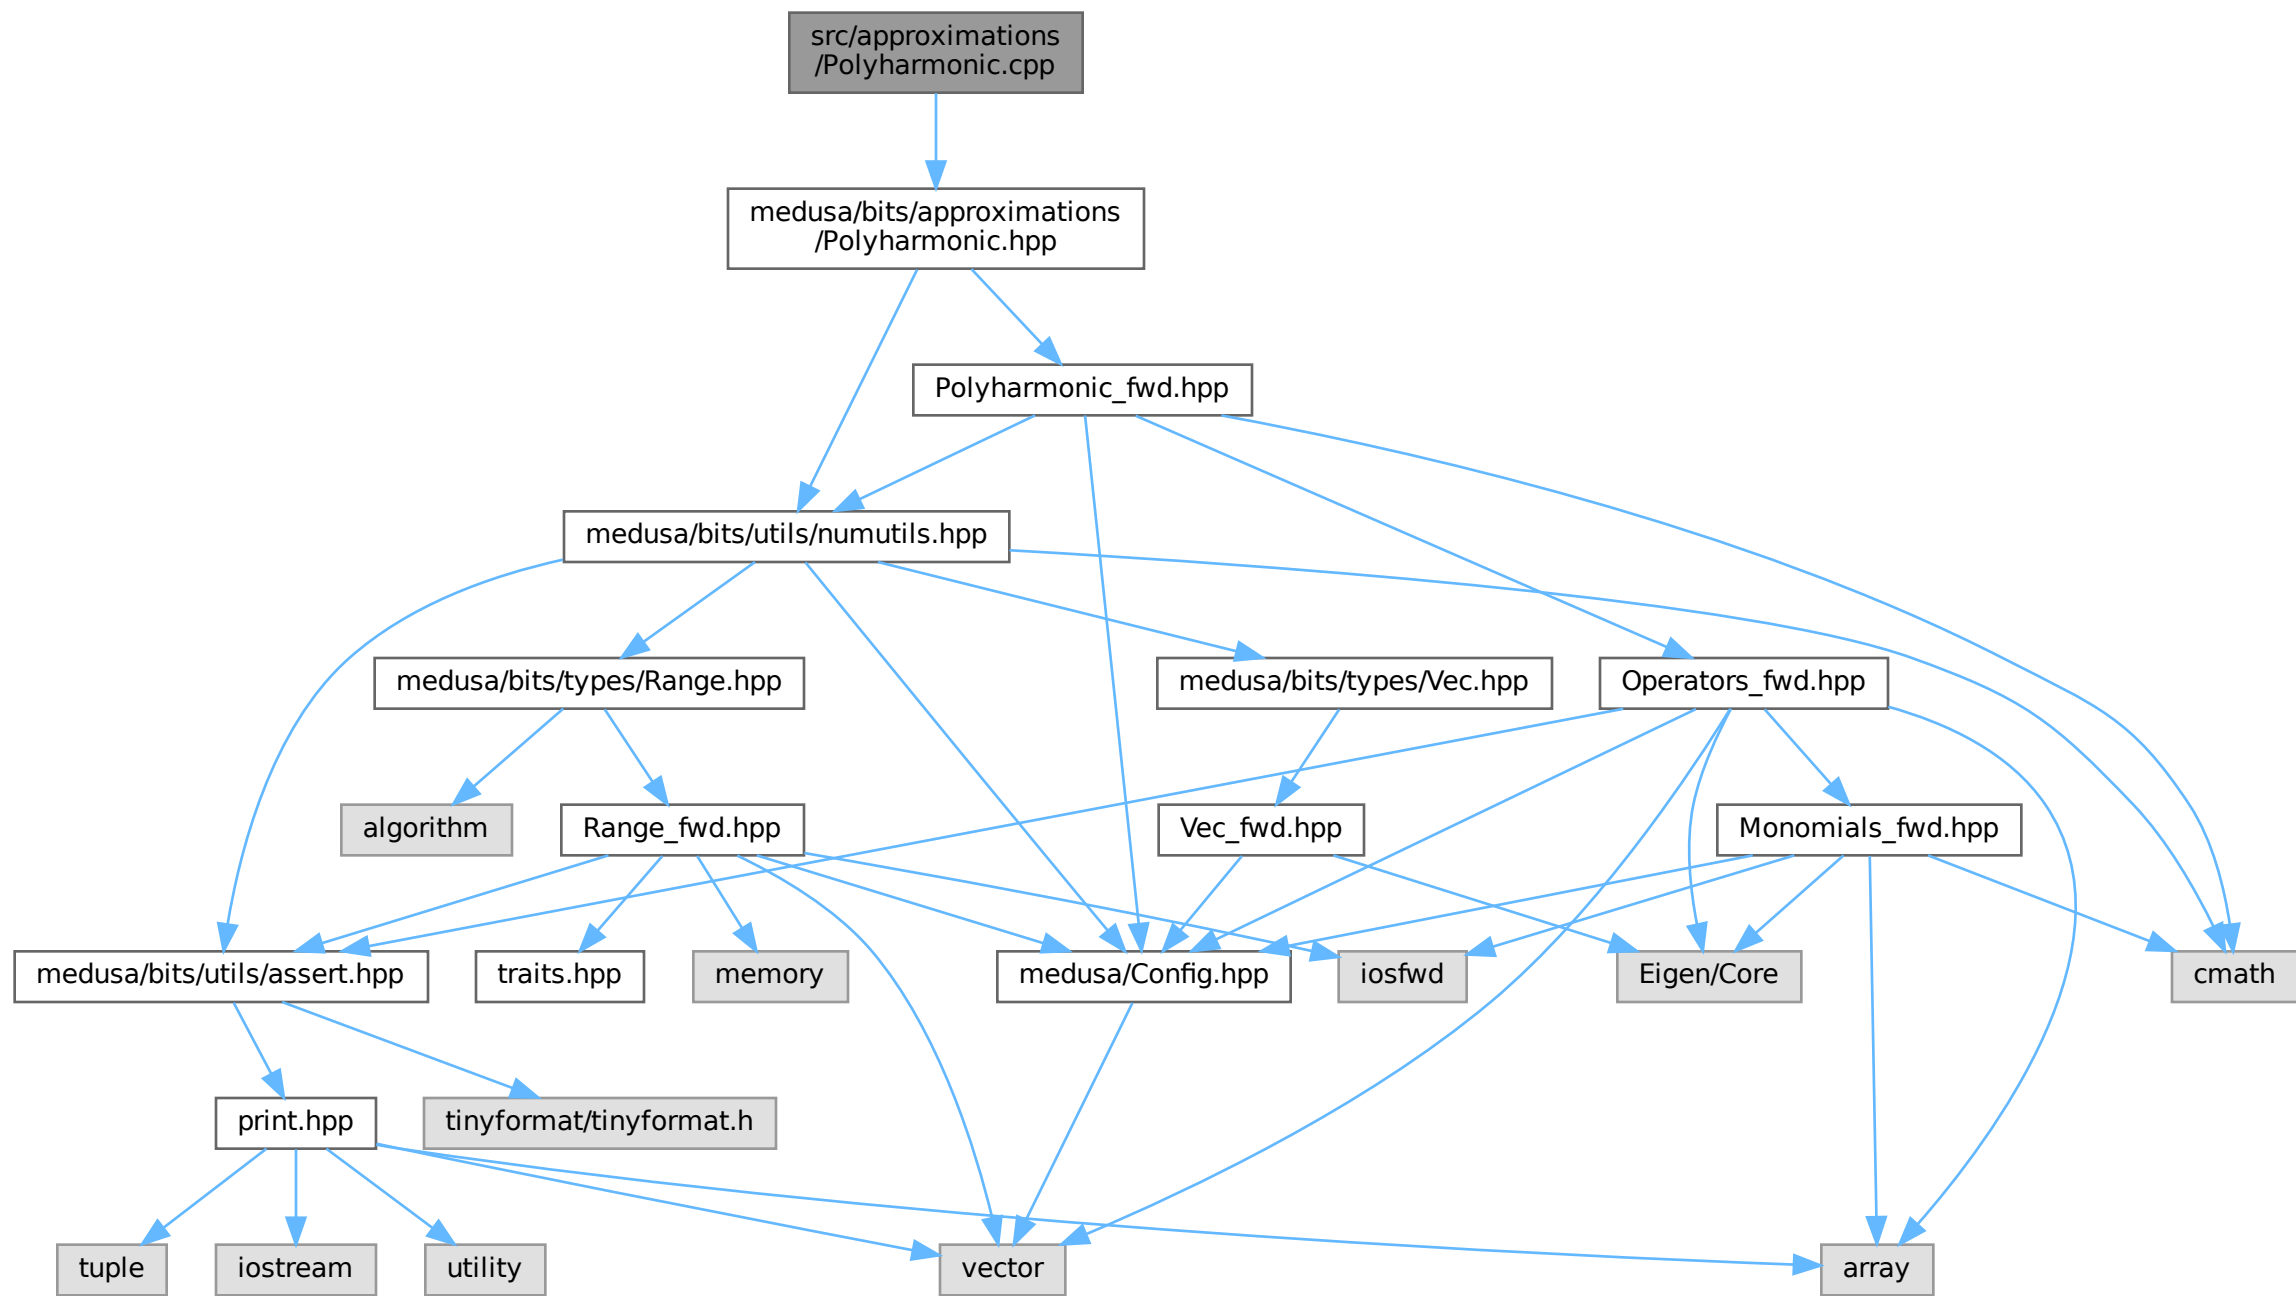 src/approximations
/Polyharmonic.cpp
medusa/bits/approximations
/Polyharmonic.hpp
Polyharmonic_fwd.hpp
medusa/bits/utils/numutils.hpp
medusa/bits/types/Range.hpp
medusa/bits/types/Vec.hpp
Operators_fwd.hpp
algorithm
Range_fwd.hpp
Vec_fwd.hpp
Monomials_fwd.hpp
medusa/bits/utils/assert.hpp
traits.hpp
memory
medusa/Config.hpp
iosfwd
Eigen/Core
cmath
print.hpp
tinyformat/tinyformat.h
tuple
iostream
utility
vector
array